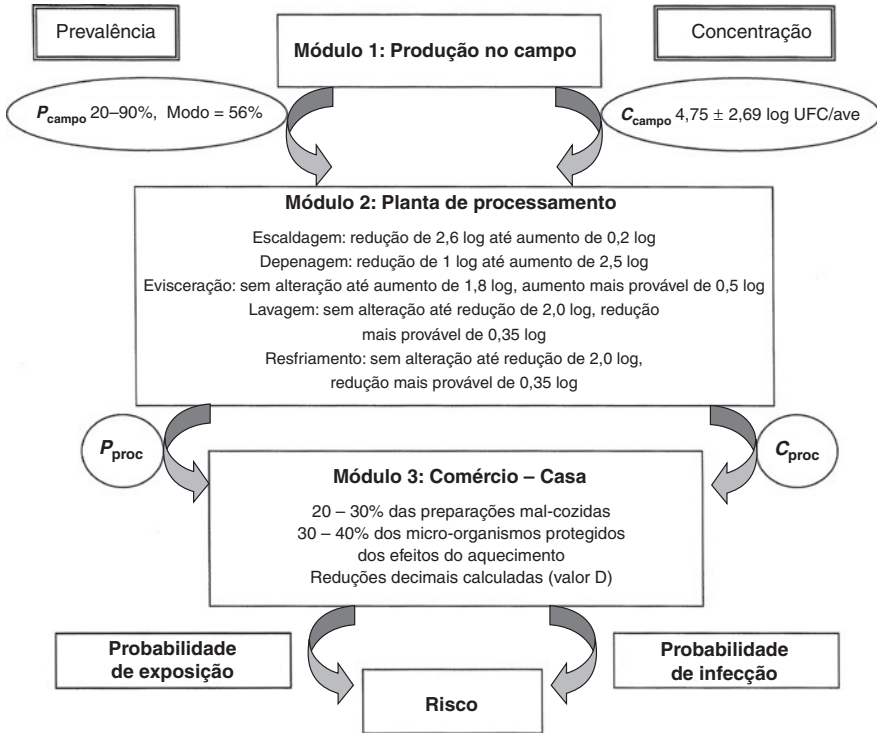 Prevalência
Módulo 1: Produção no campo
Concentração
Pcampo 20–90%, Modo = 56%
Ccampo 4,75 ± 2,69 log UFC/ave
Módulo 2: Planta de processamento
Escaldagem: redução de 2,6 log até aumento de 0,2 log
Depenagem: redução de 1 log até aumento de 2,5 log
Evisceração: sem alteração até aumento de 1,8 log, aumento mais provável de 0,5 log
Lavagem: sem alteração até redução de 2,0 log, redução
mais provável de 0,35 log
Resfriamento: sem alteração até redução de 2,0 log,
redução mais provável de 0,35 log
Pproc
Cproc
Módulo 3: Comércio – Casa
20 – 30% das preparações mal-cozidas
30 – 40% dos micro-organismos protegidos
dos efeitos do aquecimento
Reduções decimais calculadas (valor D)
Probabilidade
de exposição
Probabilidade
de infecção
Risco